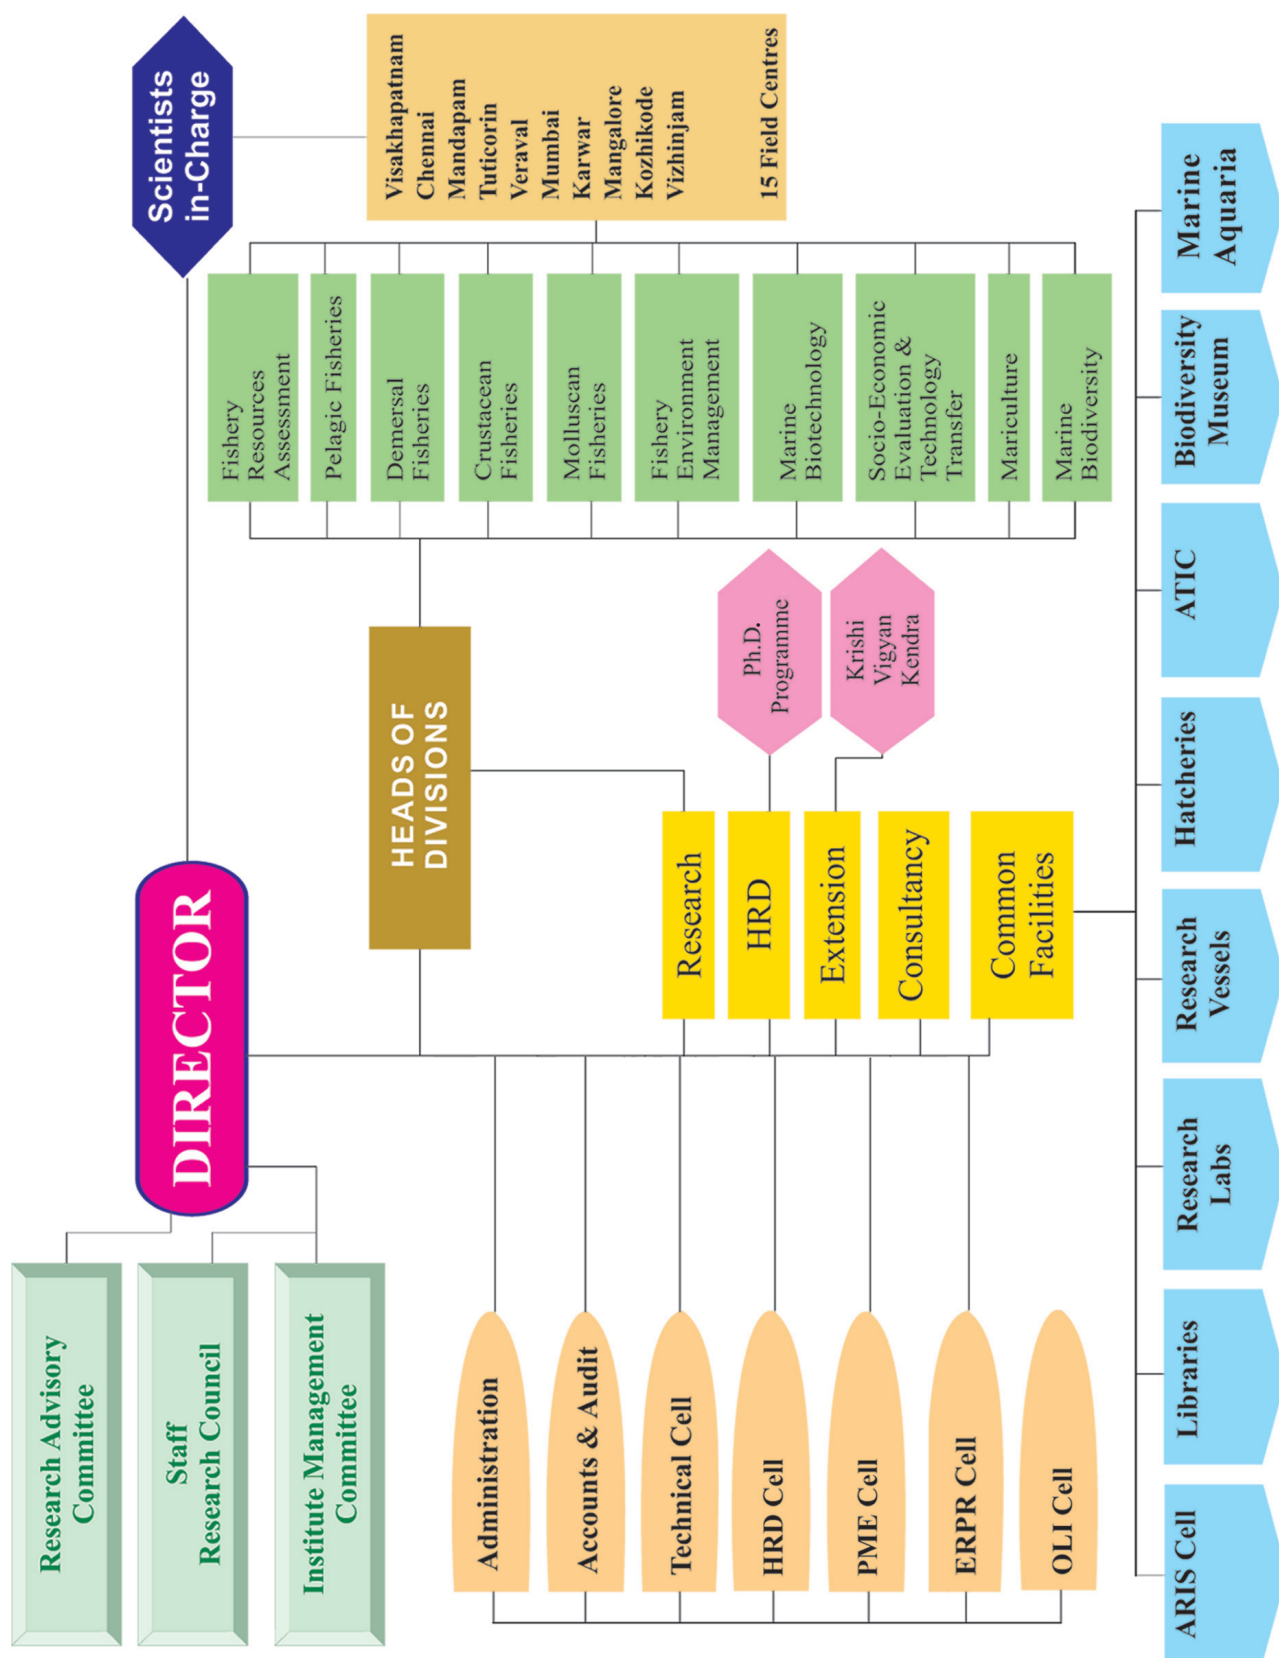 Research Advisory
Committee
Staff
Research Council
Institute Management
Committee
DIRECTOR
Scientists
in-Charge
HEADS OF
DIVISIONS
Visakhapatnam
Chennai
Mandapam
Tuticorin
Veraval
Mumbai
Karwar
Mangalore
Kozhikode
Vizhinjam
15 Field Centres
Fishery
Resources
Assessment
Pelagic Fisheries
Demersal
Fisheries
Crustacean
Fisheries
Molluscan
Fisheries
Fishery
Environment
Management
Marine
Biotechnology
Socio-Economic
Evaluation &
Technology
Transfer
Mariculture
Marine
Biodiversity
Administration
Accounts & Audit
Technical Cell
HRD Cell
PME Cell
ERPR Cell
OLI Cell
Research
HRD
Extension
Consultancy
Common
Facilities
Ph.D.
Programme
Krishi
Vigyan
Kendra
ARIS Cell
Libraries
Research
Labs
Research
Vessels
Hatcheries
ATIC
Biodiversity
Museum
Marine
Aquaria